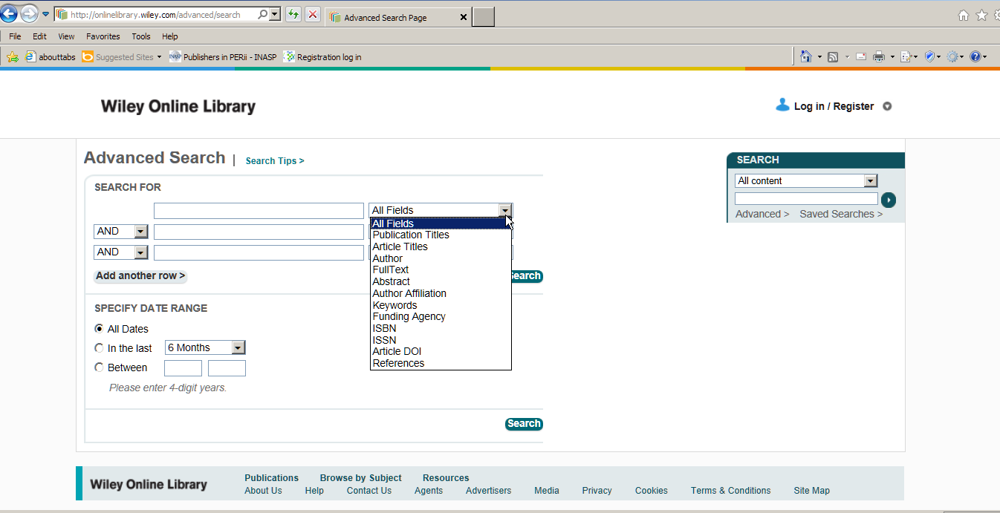 http://onlinelibrary.wiley.com/advanced/search
Advanced Search Page
File Edit View Favorites Tools Help
abouttabs Suggested Sites Publishers in PERii - INASP Registration log in
Wiley Online Library
Log in / Register
Advanced Search | Search Tips >
SEARCH FOR
All Fields
All Fields
Publication Titles
Article Titles
Author
FullText
Abstract
Author Affiliation
Keywords
Funding Agency
ISBN
ISSN
Article DOI
References
AND
AND
Add another row >
Search
SPECIFY DATE RANGE
All Dates
In the last 6 Months
Between
Please enter 4-digit years.
Search
SEARCH
All content
Advanced > Saved Searches >
Wiley Online Library
Publications Browse by Subject Resources
About Us Help Contact Us Agents Advertisers Media Privacy Cookies Terms & Conditions Site Map